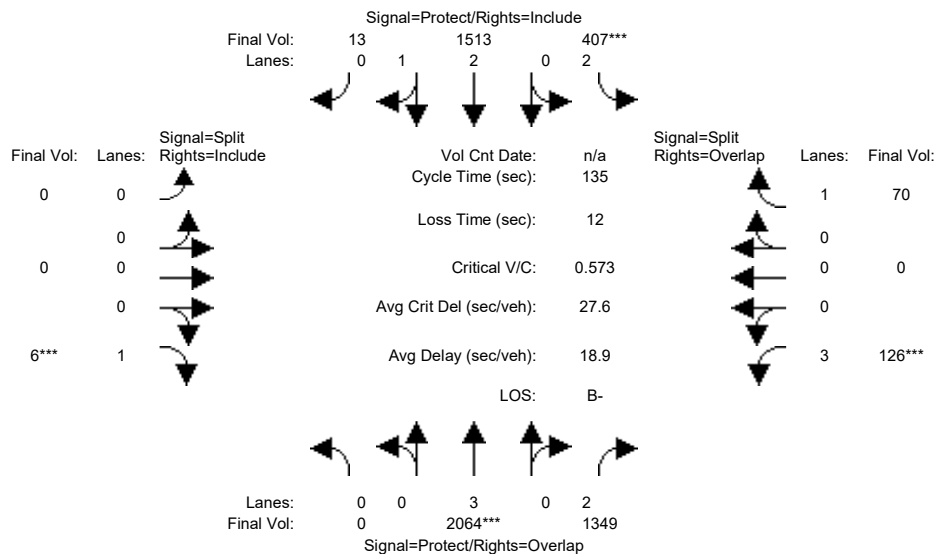 Signal=Protect/Rights=Include
Final Vol: 13 1513 407***
Lanes: 0 1 2 0 2
Signal=Split
Final Vol: Lanes: Rights=Include
Vol Cnt Date: n/a
Signal=Split
Rights=Overlap Lanes: Final Vol:
Cycle Time (sec): 135
0 0
1 70
Loss Time (sec): 12
0
0
0 0
Critical V/C: 0.573
0 0
0
Avg Crit Del (sec/veh): 27.6
0
6*** 1
Avg Delay (sec/veh): 18.9
3 126***
LOS: B-
Lanes: 0 0 3 0 2
Final Vol: 0 2064*** 1349
Signal=Protect/Rights=Overlap